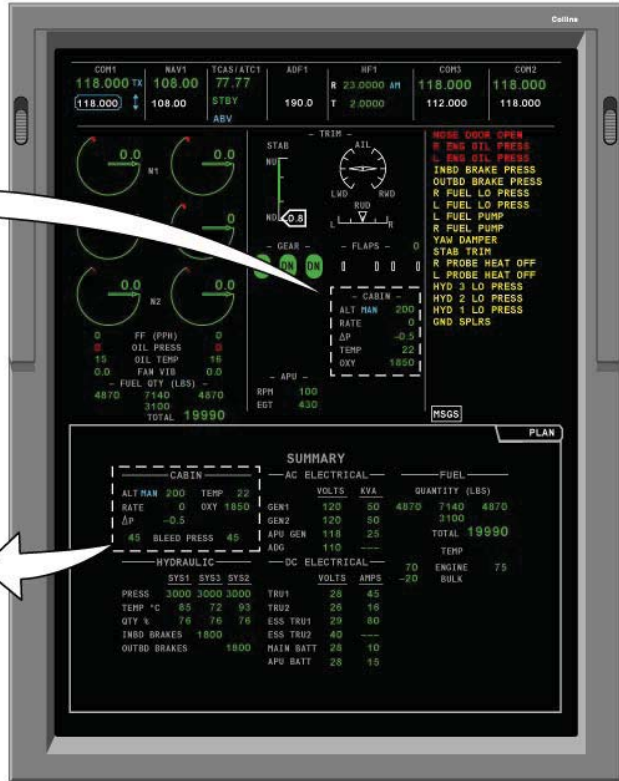 Collins
COM1 NAV1 TCAS/ATC1 ADF1 HF1 COM3 COM2
118.000 TX 108.00 77.77 R 23.0000 AM 118.000 118.000
118.000 108.00 STBY 190.0 T 2.0000 112.000 118.000
ABV
– TRIM –
STAB AIL
NU
LWD RWD
RUD
ND 0.8 L R
0.0 N1 0.0
0.0
0.0 N2 0.0
– GEAR – – FLAPS – 0
DN DN
– CABIN –
ALT MAN 200
RATE 0
ΔP -0.5
TEMP 22
OXY 1850
0 FF (PPH) 0
0 OIL PRESS 0
15 OIL TEMP 16
0.0 FAN VIB 0.0
– FUEL QTY (LBS) –
4870 7140 4870
3100
TOTAL 19990
– APU –
RPM 100
EGT 430
NOSE DOOR OPEN
R ENG OIL PRESS
L ENG OIL PRESS
INBD BRAKE PRESS
OUTBD BRAKE PRESS
R FUEL LO PRESS
L FUEL LO PRESS
L FUEL PUMP
R FUEL PUMP
YAW DAMPER
STAB TRIM
R PROBE HEAT OFF
L PROBE HEAT OFF
HYD 3 LO PRESS
HYD 2 LO PRESS
HYD 1 LO PRESS
GND SPLRS
MSGS
PLAN
SUMMARY
CABIN
ALT MAN 200 TEMP 22
RATE 0 OXY 1850
ΔP -0.5
45 BLEED PRESS 45
HYDRAULIC
SYS1 SYS3 SYS2
PRESS 3000 3000 3000
TEMP °C 85 72 93
QTY % 76 76 76
INBD BRAKES 1800
OUTBD BRAKES 1800
AC ELECTRICAL
VOLTS KVA
GEN1 120 50
GEN2 120 50
APU GEN 118 25
ADG 110 ---
DC ELECTRICAL
VOLTS AMPS
TRU1 28 45
TRU2 26 16
ESS TRU1 29 80
ESS TRU2 40 ---
MAIN BATT 28 10
APU BATT 28 15
FUEL
QUANTITY (LBS)
4870 7140 4870
3100
TOTAL 19990
TEMP
70 ENGINE 75
-20 BULK